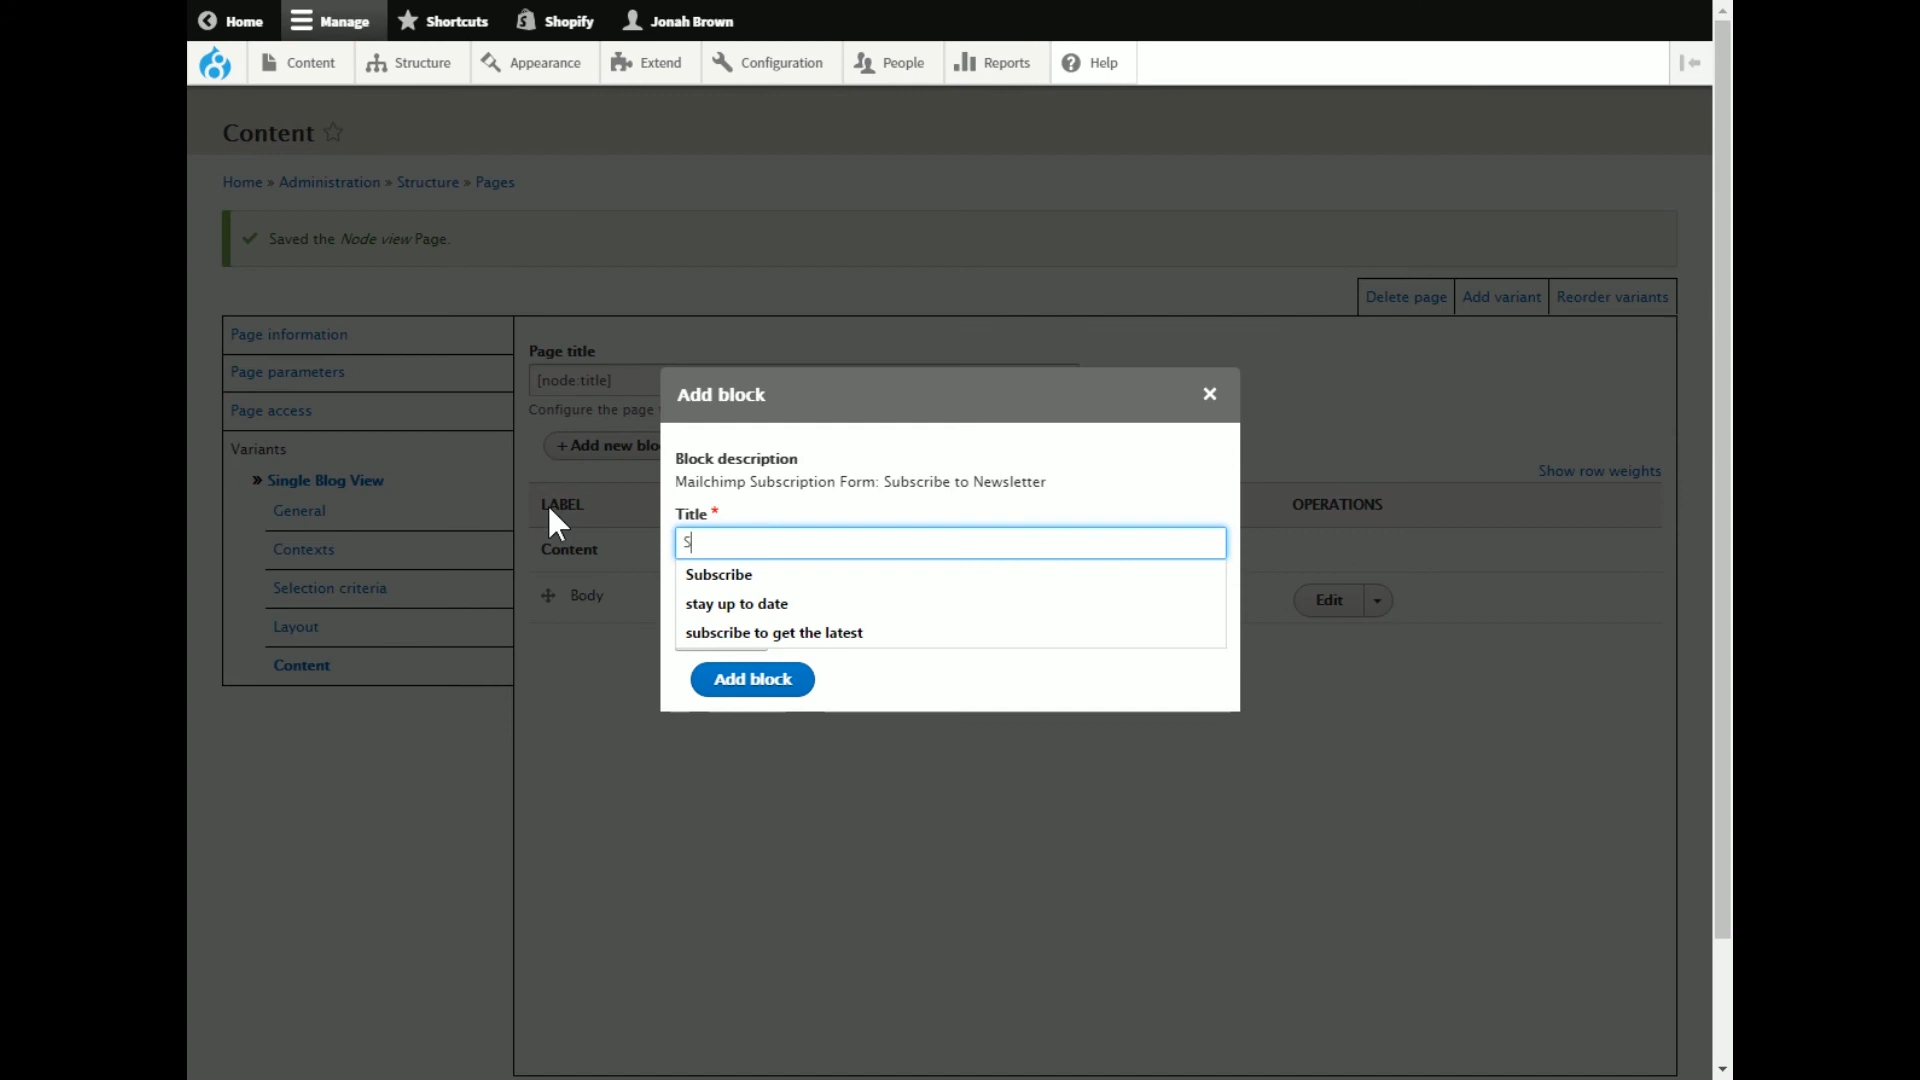 Home Manage Shortcuts Shopify Jonah Brown
Content Structure Appearance Extend Configuration People Reports Help
Content
Home » Administration » Structure » Pages
Saved the Node view Page.
Delete page Add variant Reorder variants
Page information
Page parameters
Page access
Variants
» Single Blog View
General
Contexts
Selection criteria
Layout
Content
Page title
[node:title]
Configure the page
+ Add new blo
Show row weights
LABEL OPERATIONS
Content
Body Edit
Add block
Block description
Mailchimp Subscription Form: Subscribe to Newsletter
Title *
S
Subscribe
stay up to date
subscribe to get the latest
Add block